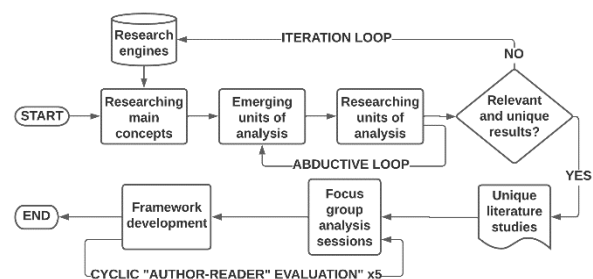 Research
engines
ITERATION LOOP
NO
START
Researching
main
concepts
Emerging
units of
analysis
Researching
units of
analysis
Relevant
and unique
results?
ABDUCTIVE LOOP
YES
END
Framework
development
Focus
group
analysis
sessions
Unique
literature
studies
CYCLIC "AUTHOR-READER" EVALUATION" x5